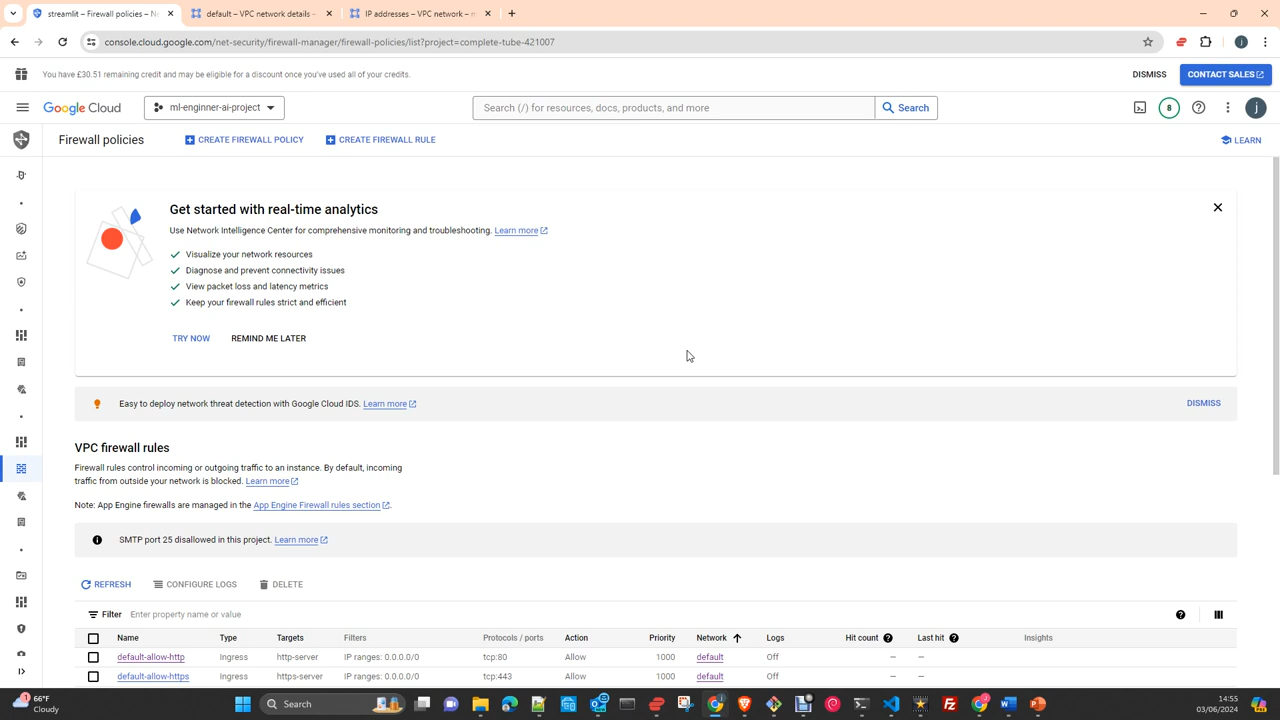 streamlit – Firewall policies – Ne
default – VPC network details –
IP addresses – VPC network – m
console.cloud.google.com/net-security/firewall-manager/firewall-policies/list?project=complete-tube-421007
You have £30.51 remaining credit and may be eligible for a discount once you've used all of your credits.
DISMISS
CONTACT SALES
Google Cloud
ml-enginner-ai-project
Search (/) for resources, docs, products, and more
Search
8
j
Firewall policies
CREATE FIREWALL POLICY
CREATE FIREWALL RULE
LEARN
Get started with real-time analytics
Use Network Intelligence Center for comprehensive monitoring and troubleshooting. Learn more
Visualize your network resources
Diagnose and prevent connectivity issues
View packet loss and latency metrics
Keep your firewall rules strict and efficient
TRY NOW
REMIND ME LATER
Easy to deploy network threat detection with Google Cloud IDS. Learn more
DISMISS
VPC firewall rules
Firewall rules control incoming or outgoing traffic to an instance. By default, incoming
traffic from outside your network is blocked. Learn more
Note: App Engine firewalls are managed in the App Engine Firewall rules section.
SMTP port 25 disallowed in this project. Learn more
REFRESH
CONFIGURE LOGS
DELETE
Filter Enter property name or value
Name Type Targets Filters Protocols / ports Action Priority Network Logs Hit count Last hit Insights
default-allow-http Ingress http-server IP ranges: 0.0.0.0/0 tcp:80 Allow 1000 default Off – –
default-allow-https Ingress https-server IP ranges: 0.0.0.0/0 tcp:443 Allow 1000 default Off – –
66°F
Cloudy
Search
14:55
03/06/2024